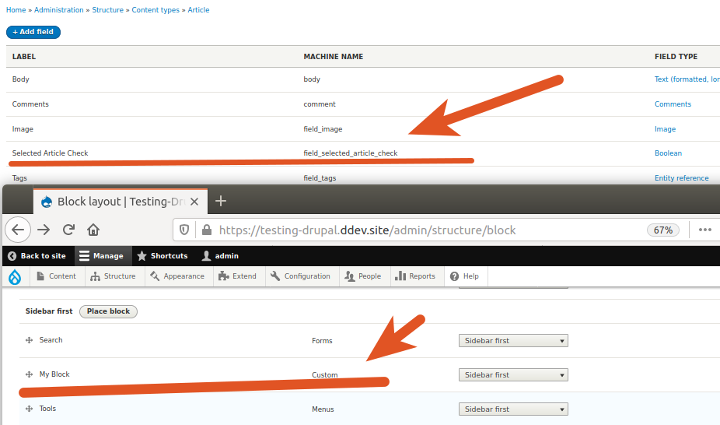 Home » Administration » Structure » Content types » Article
+ Add field
LABEL MACHINE NAME FIELD TYPE
Body body Text (formatted, lon
Comments comment Comments
Image field_image Image
Selected Article Check field_selected_article_check Boolean
Tags field_tags Entity reference
Block layout | Testing-Dru
https://testing-drupal.ddev.site/admin/structure/block 67%
Back to site Manage Shortcuts admin
Content Structure Appearance Extend Configuration People Reports Help
Sidebar first Place block
Search Forms Sidebar first
My Block Custom Sidebar first
Tools Menus Sidebar first